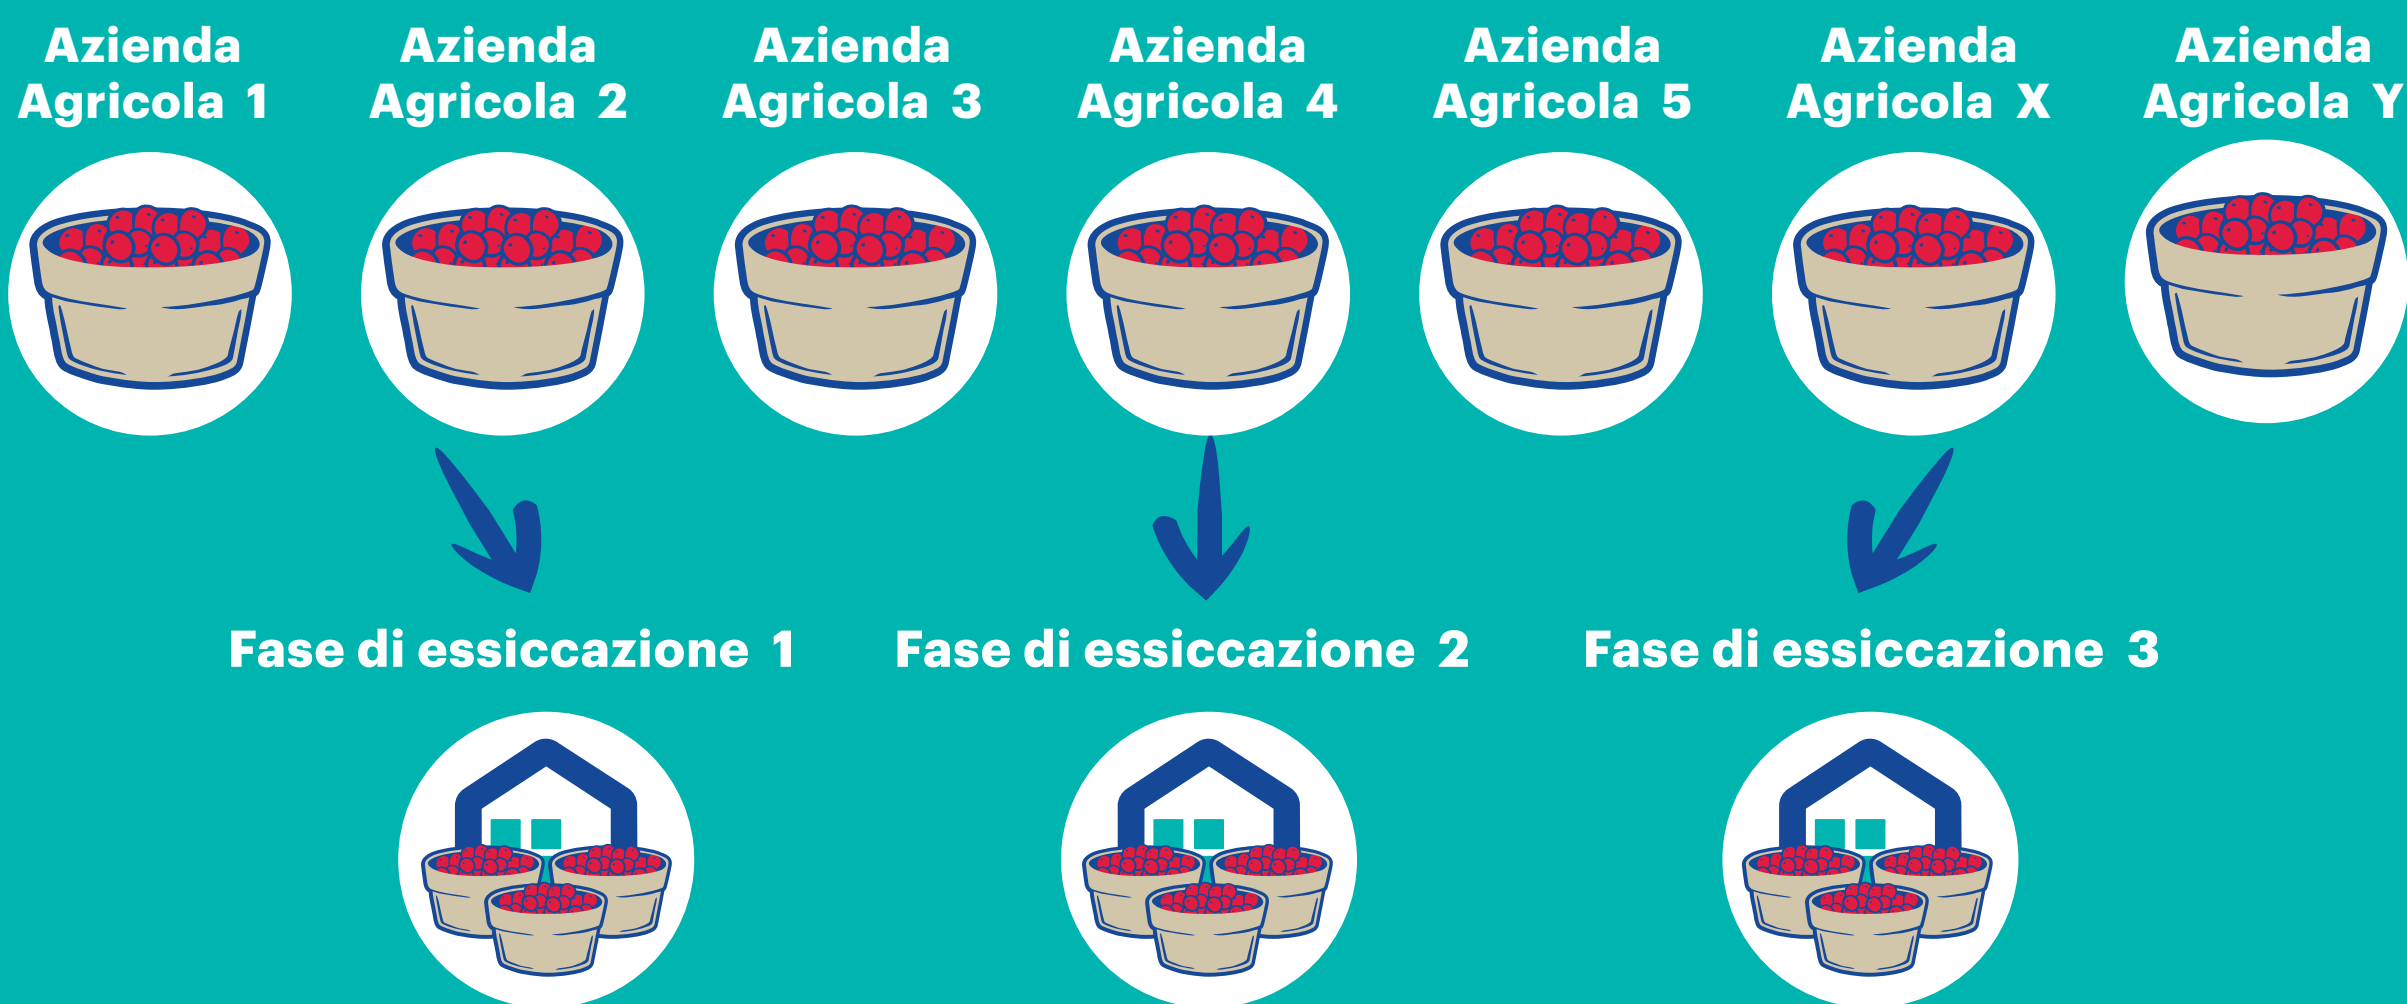 Azienda
Agricola 1
Azienda
Agricola 2
Azienda
Agricola 3
Azienda
Agricola 4
Azienda
Agricola 5
Azienda
Agricola X
Azienda
Agricola Y
Fase di essiccazione 1
Fase di essiccazione 2
Fase di essiccazione 3